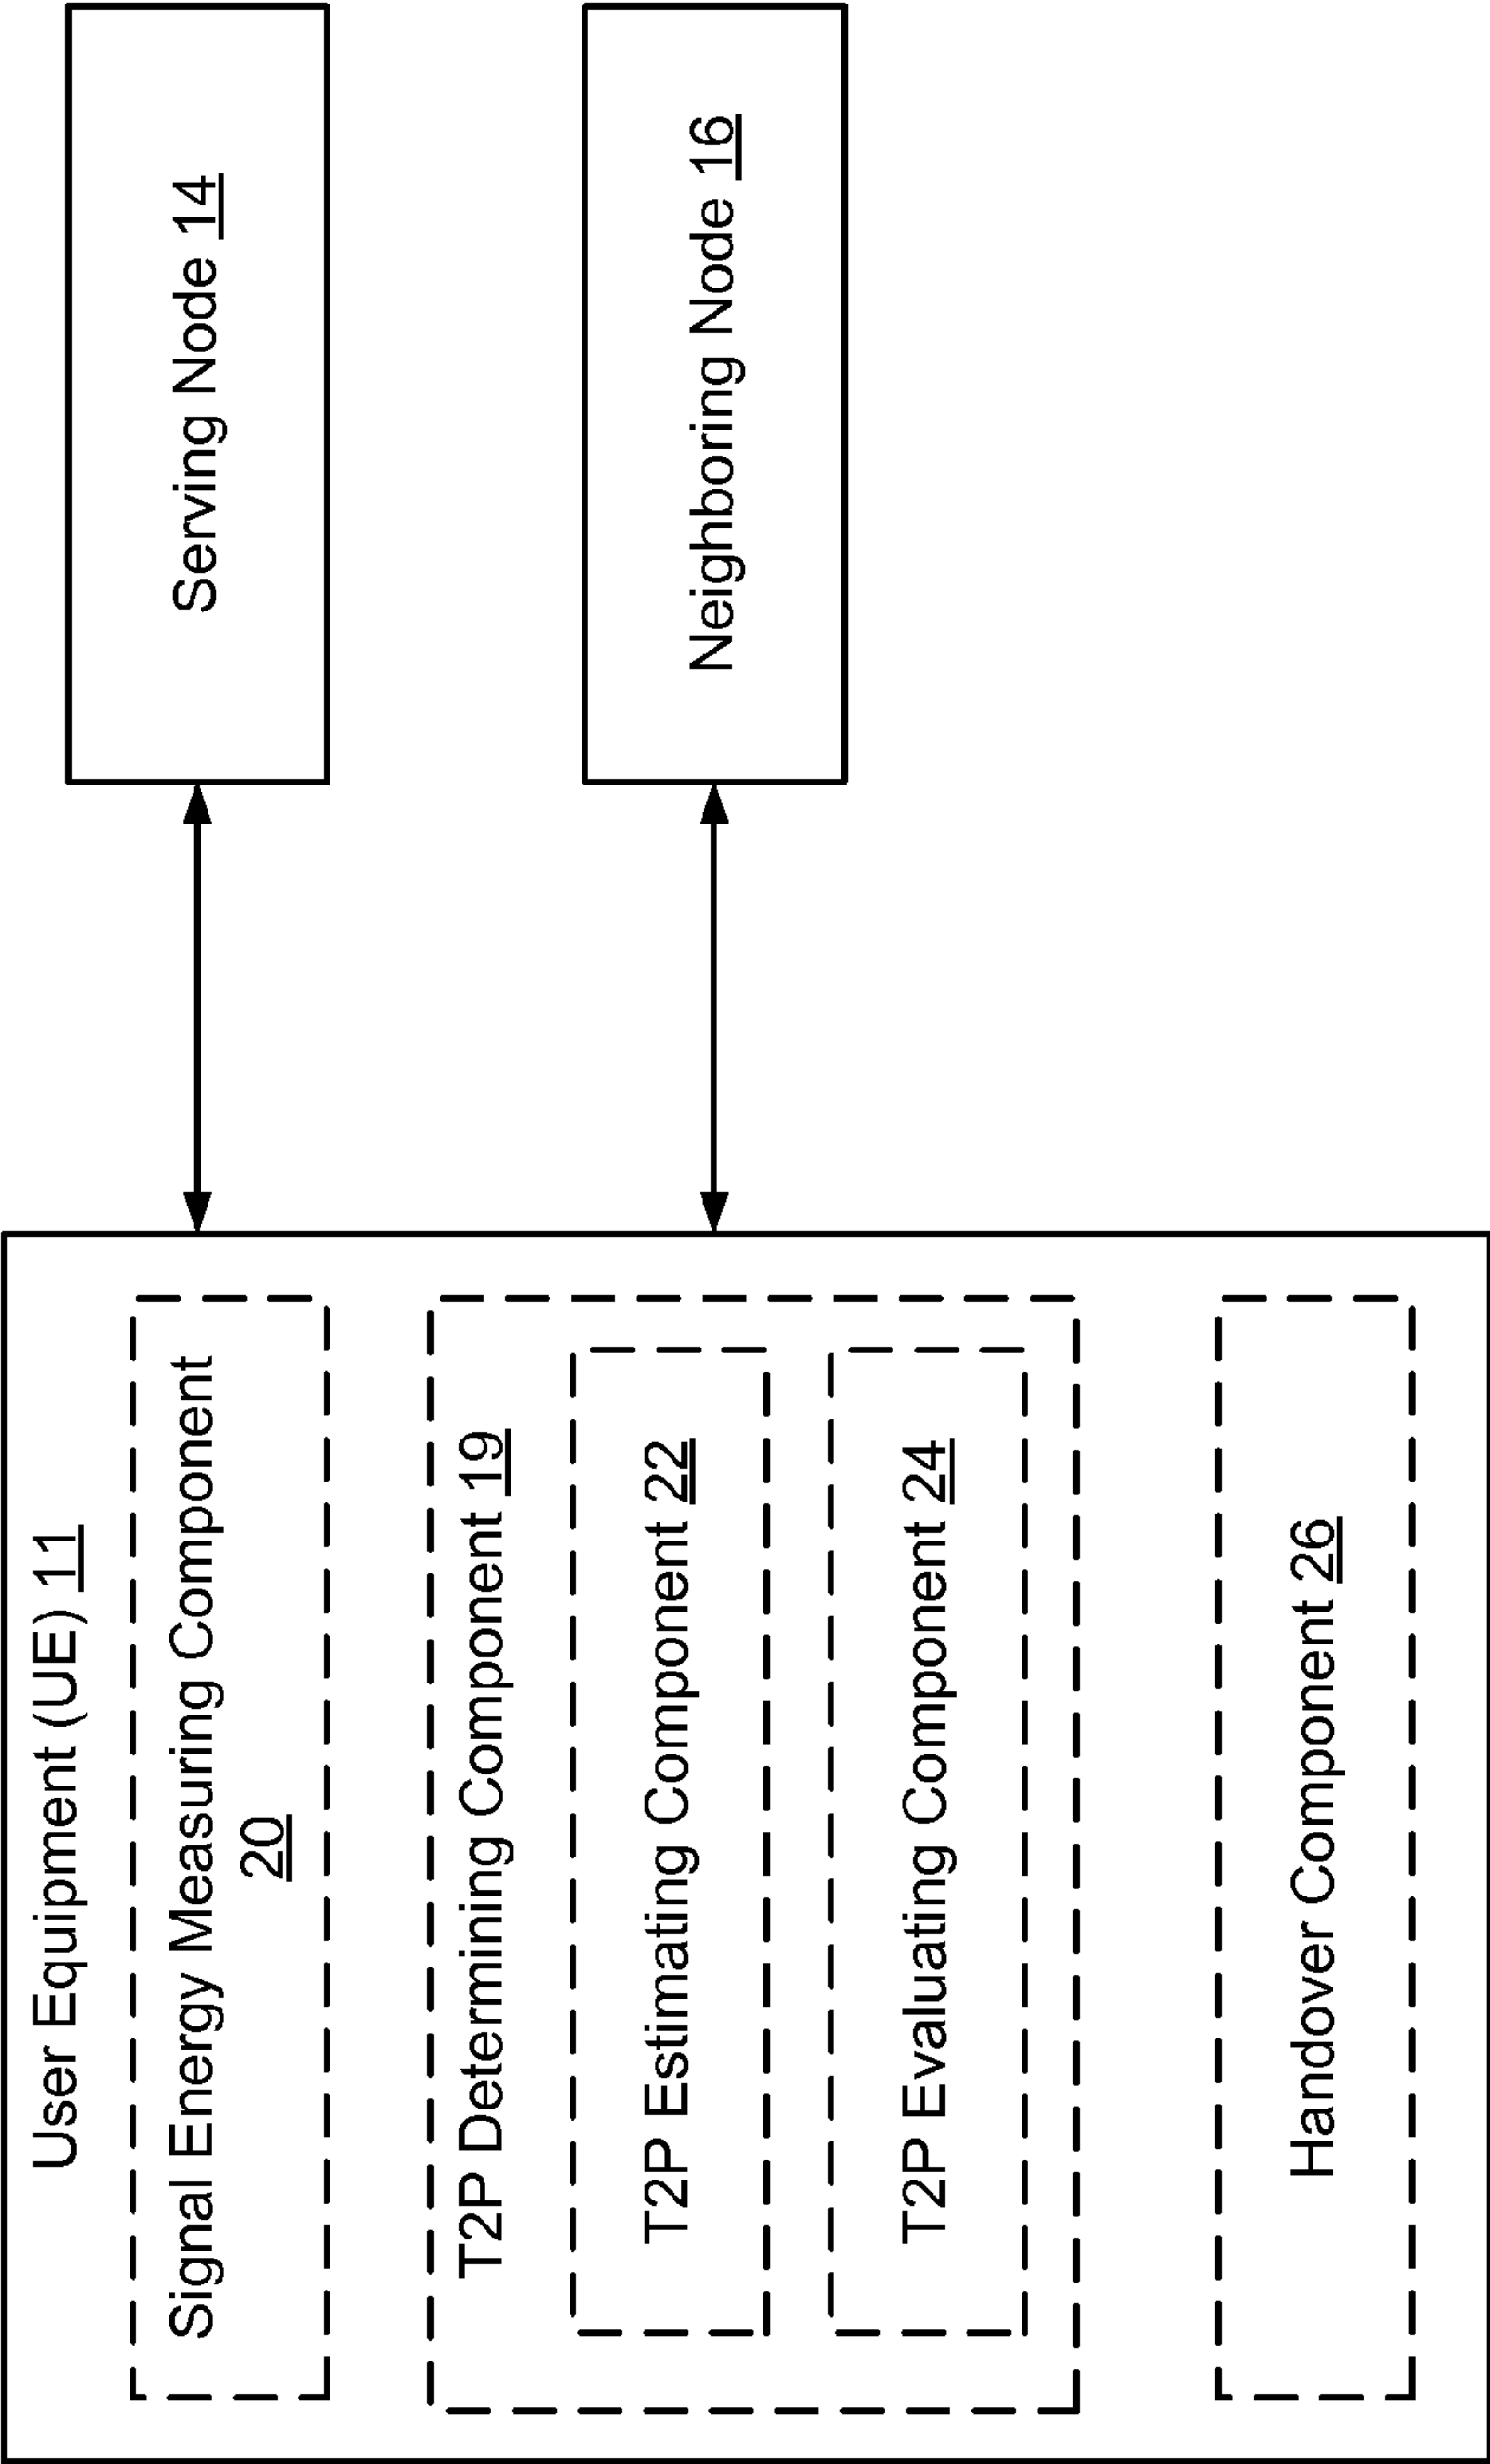 User Equipment (UE) 11
Signal Energy Measuring Component
20
T2P Determining Component 19
T2P Estimating Component 22
T2P Evaluating Component 24
Handover Component 26
Serving Node 14
Neighboring Node 16